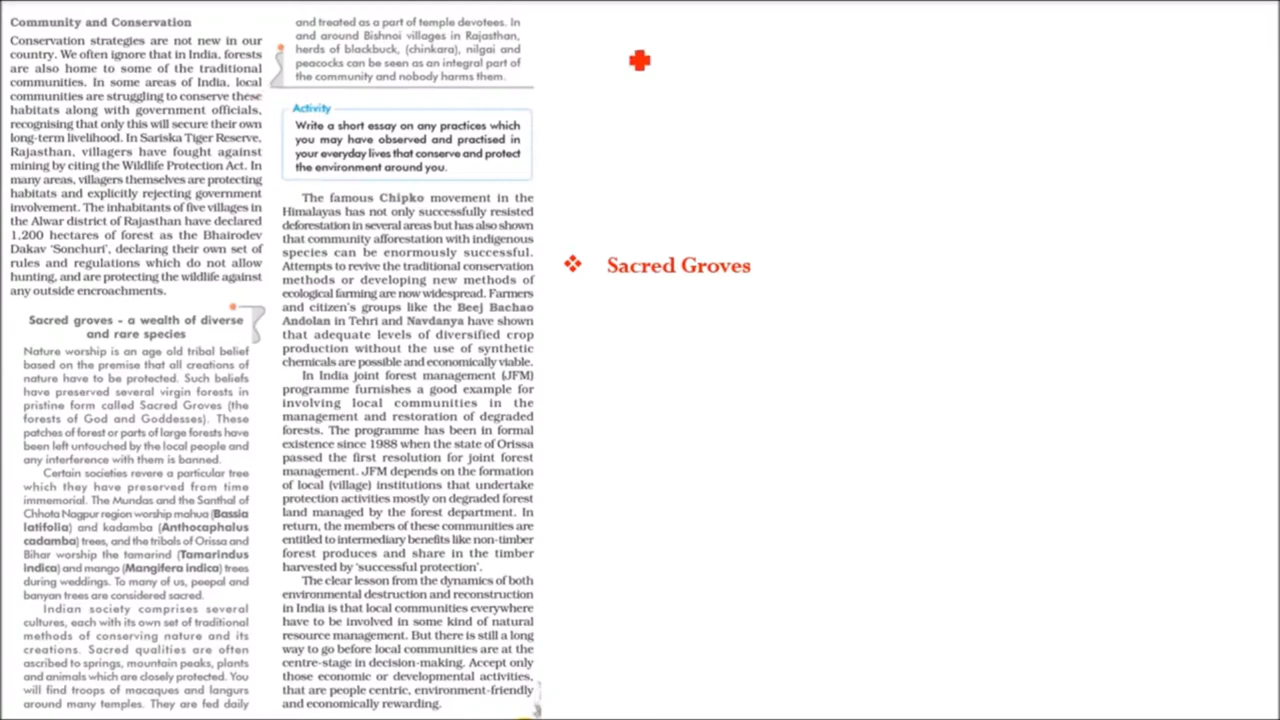 Community and Conservation
Conservation strategies are not new in our
country. We often ignore that in India, forests
are also home to some of the traditional
communities. In some areas of India, local
communities are struggling to conserve these
habitats along with government officials,
recognising that only this will secure their own
long-term livelihood. In Sariska Tiger Reserve,
Rajasthan, villagers have fought against
mining by citing the Wildlife Protection Act. In
many areas, villagers themselves are protecting
habitats and explicitly rejecting government
involvement. The inhabitants of five villages in
the Alwar district of Rajasthan have declared
1,200 hectares of forest as the Bhairodev
Dakav 'Sonchuri', declaring their own set of
rules and regulations which do not allow
hunting, and are protecting the wildlife against
any outside encroachments.
Sacred groves - a wealth of diverse
and rare species
Nature worship is an age old tribal belief
based on the premise that all creations of
nature have to be protected. Such beliefs
have preserved several virgin forests in
pristine form called Sacred Groves (the
forests of God and Goddesses). These
patches of forest or parts of large forests have
been left untouched by the local people and
any interference with them is banned.
Certain societies revere a particular tree
which they have preserved from time
immemorial. The Mundas and the Santhal of
Chhota Nagpur region worship mahua (Bassia
latifolia) and kadamba (Anthocaphalus
cadamba) trees, and the tribals of Orissa and
Bihar worship the tamarind (Tamarindus
indica) and mango (Mangifera indica) trees
during weddings. To many of us, peepal and
banyan trees are considered sacred.
Indian society comprises several
cultures, each with its own set of traditional
methods of conserving nature and its
creations. Sacred qualities are often
ascribed to springs, mountain peaks, plants
and animals which are closely protected. You
will find troops of macaques and langurs
around many temples. They are fed daily
and treated as a part of temple devotees. In
and around Bishnoi villages in Rajasthan,
herds of blackbuck, (chinkara), nilgai and
peacocks can be seen as an integral part of
the community and nobody harms them.
Activity
Write a short essay on any practices which
you may have observed and practised in
your everyday lives that conserve and protect
the environment around you.
The famous Chipko movement in the
Himalayas has not only successfully resisted
deforestation in several areas but has also shown
that community afforestation with indigenous
species can be enormously successful.
Attempts to revive the traditional conservation
methods or developing new methods of
ecological farming are now widespread. Farmers
and citizen's groups like the Beej Bachao
Andolan in Tehri and Navdanya have shown
that adequate levels of diversified crop
production without the use of synthetic
chemicals are possible and economically viable.
In India joint forest management (JFM)
programme furnishes a good example for
involving local communities in the
management and restoration of degraded
forests. The programme has been in formal
existence since 1988 when the state of Orissa
passed the first resolution for joint forest
management. JFM depends on the formation
of local (village) institutions that undertake
protection activities mostly on degraded forest
land managed by the forest department. In
return, the members of these communities are
entitled to intermediary benefits like non-timber
forest produces and share in the timber
harvested by 'successful protection'.
The clear lesson from the dynamics of both
environmental destruction and reconstruction
in India is that local communities everywhere
have to be involved in some kind of natural
resource management. But there is still a long
way to go before local communities are at the
centre-stage in decision-making. Accept only
those economic or developmental activities,
that are people centric, environment-friendly
and economically rewarding.
❖ Sacred Groves